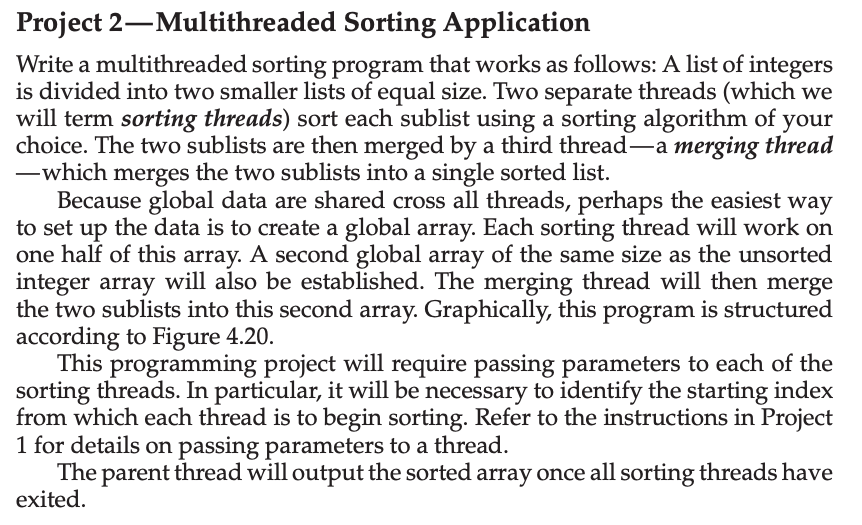 Project 2—Multithreaded Sorting Application
Write a multithreaded sorting program that works as follows: A list of integers
is divided into two smaller lists of equal size. Two separate threads (which we
will term sorting threads) sort each sublist using a sorting algorithm of your
choice. The two sublists are then merged by a third thread—a merging thread
—which merges the two sublists into a single sorted list.
Because global data are shared cross all threads, perhaps the easiest way
to set up the data is to create a global array. Each sorting thread will work on
one half of this array. A second global array of the same size as the unsorted
integer array will also be established. The merging thread will then merge
the two sublists into this second array. Graphically, this program is structured
according to Figure 4.20.
This programming project will require passing parameters to each of the
sorting threads. In particular, it will be necessary to identify the starting index
from which each thread is to begin sorting. Refer to the instructions in Project
1 for details on passing parameters to a thread.
The parent thread will output the sorted array once all sorting threads have
exited.